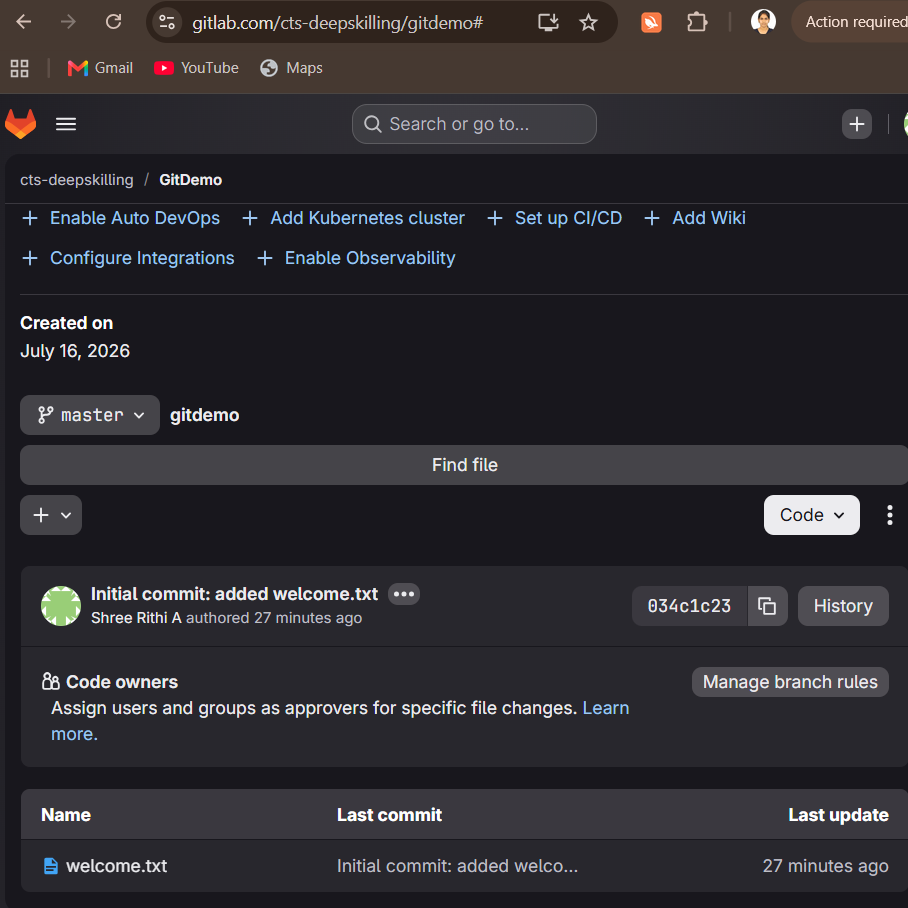 gitlab.com/cts-deepskilling/gitdemo#
Action required
Gmail YouTube Maps
Search or go to...
cts-deepskilling / GitDemo
Enable Auto DevOps Add Kubernetes cluster Set up CI/CD Add Wiki
Configure Integrations Enable Observability
Created on
July 16, 2026
master gitdemo
Find file
Code
Initial commit: added welcome.txt
Shree Rithi A authored 27 minutes ago
034c1c23 History
Code owners Manage branch rules
Assign users and groups as approvers for specific file changes. Learn
more.
Name Last commit Last update
welcome.txt Initial commit: added welco... 27 minutes ago